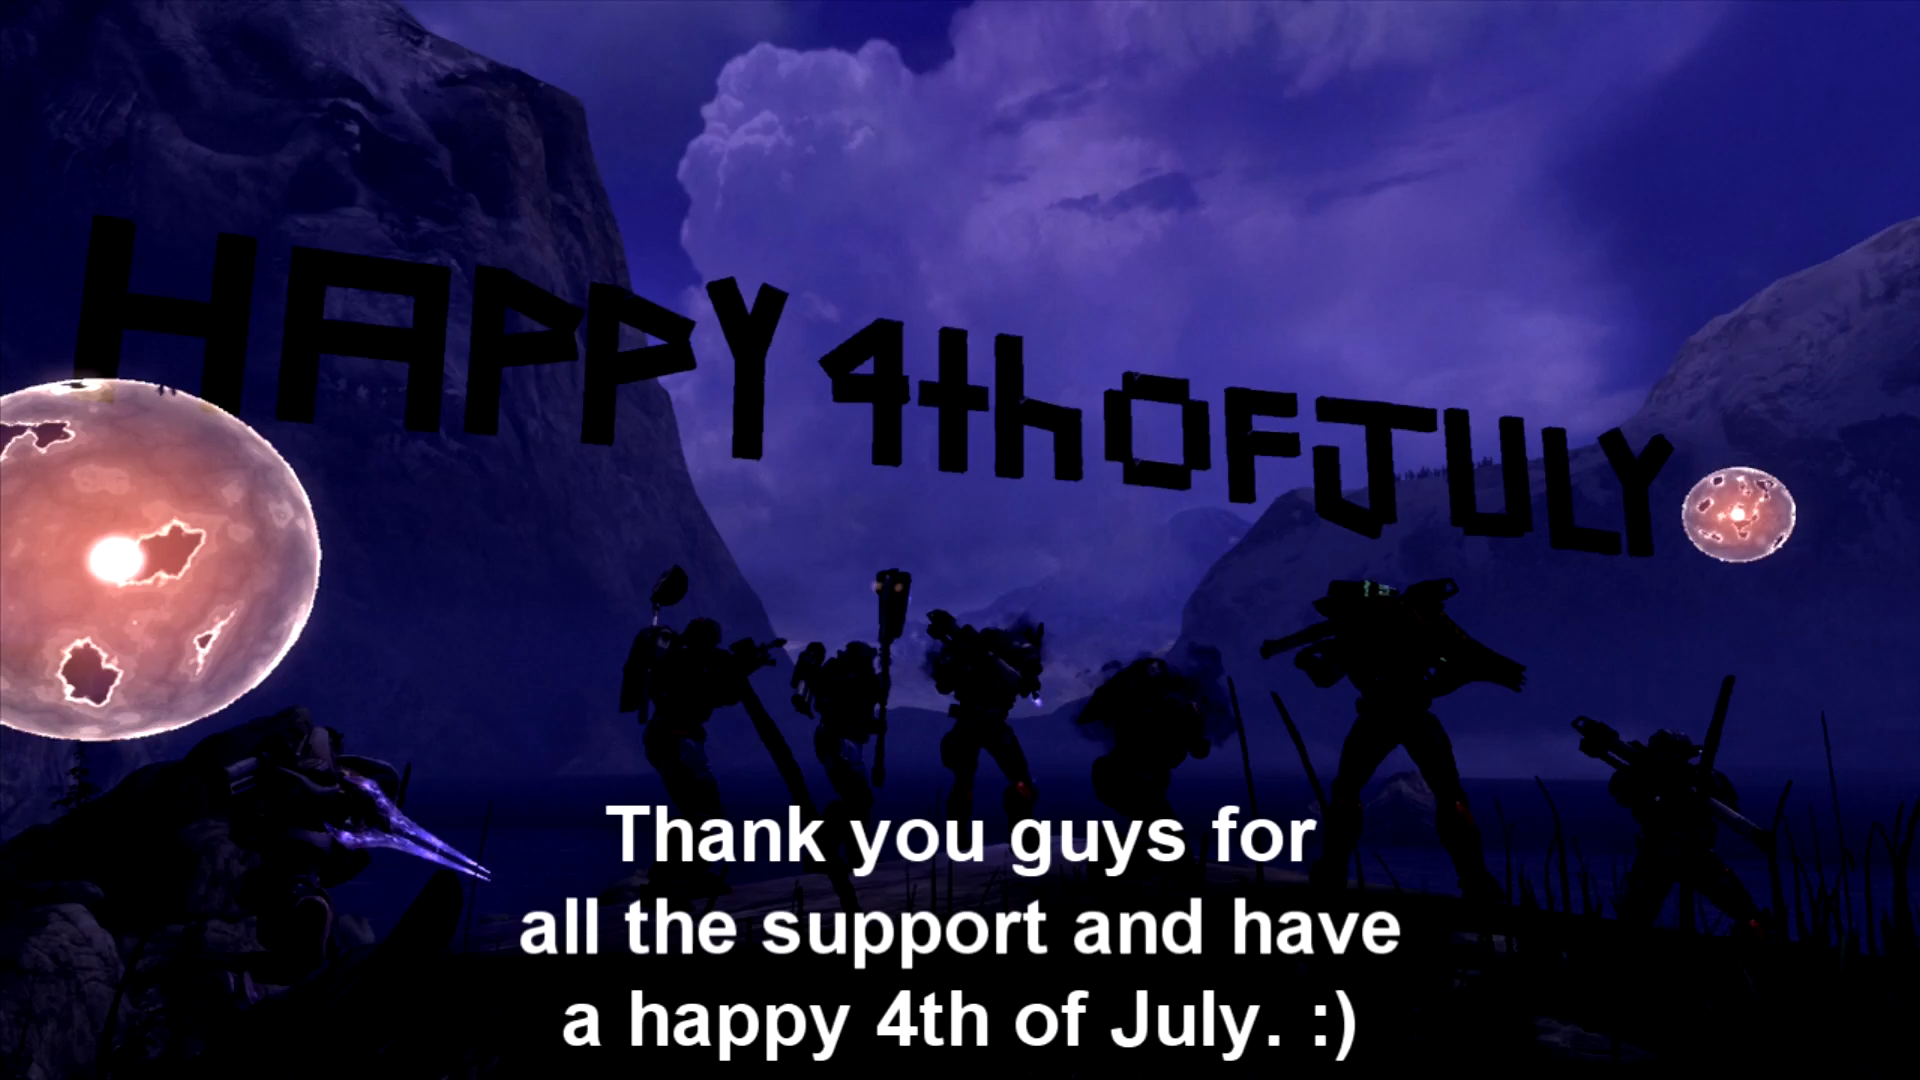 HAPPY 4th OF JULY
Thank you guys for
all the support and have
a happy 4th of July. :)